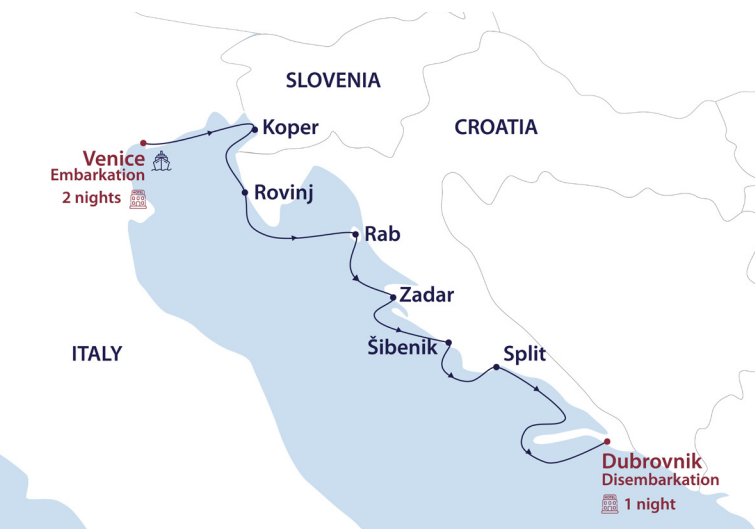 SLOVENIA
CROATIA
Koper
Venice
Embarkation
2 nights
Rovinj
Rab
Zadar
Šibenik
Split
ITALY
Dubrovnik
Disembarkation
1 night